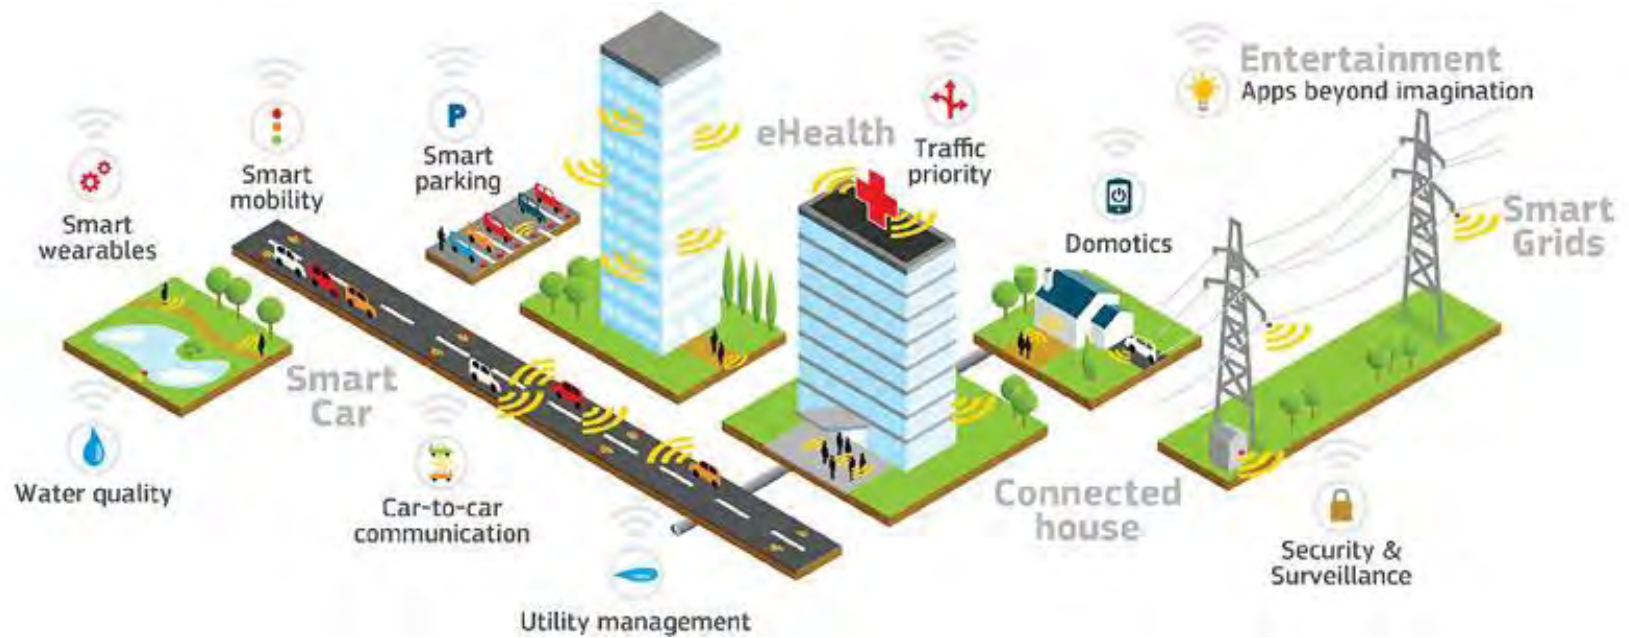 Entertainment
Apps beyond imagination
P
eHealth
Traffic
priority
Smart
parking
Smart
mobility
Smart
wearables
Domotics
Smart
Grids
Smart
Car
Water quality
Car-to-car
communication
Connected
house
Security &
Surveillance
Utility management